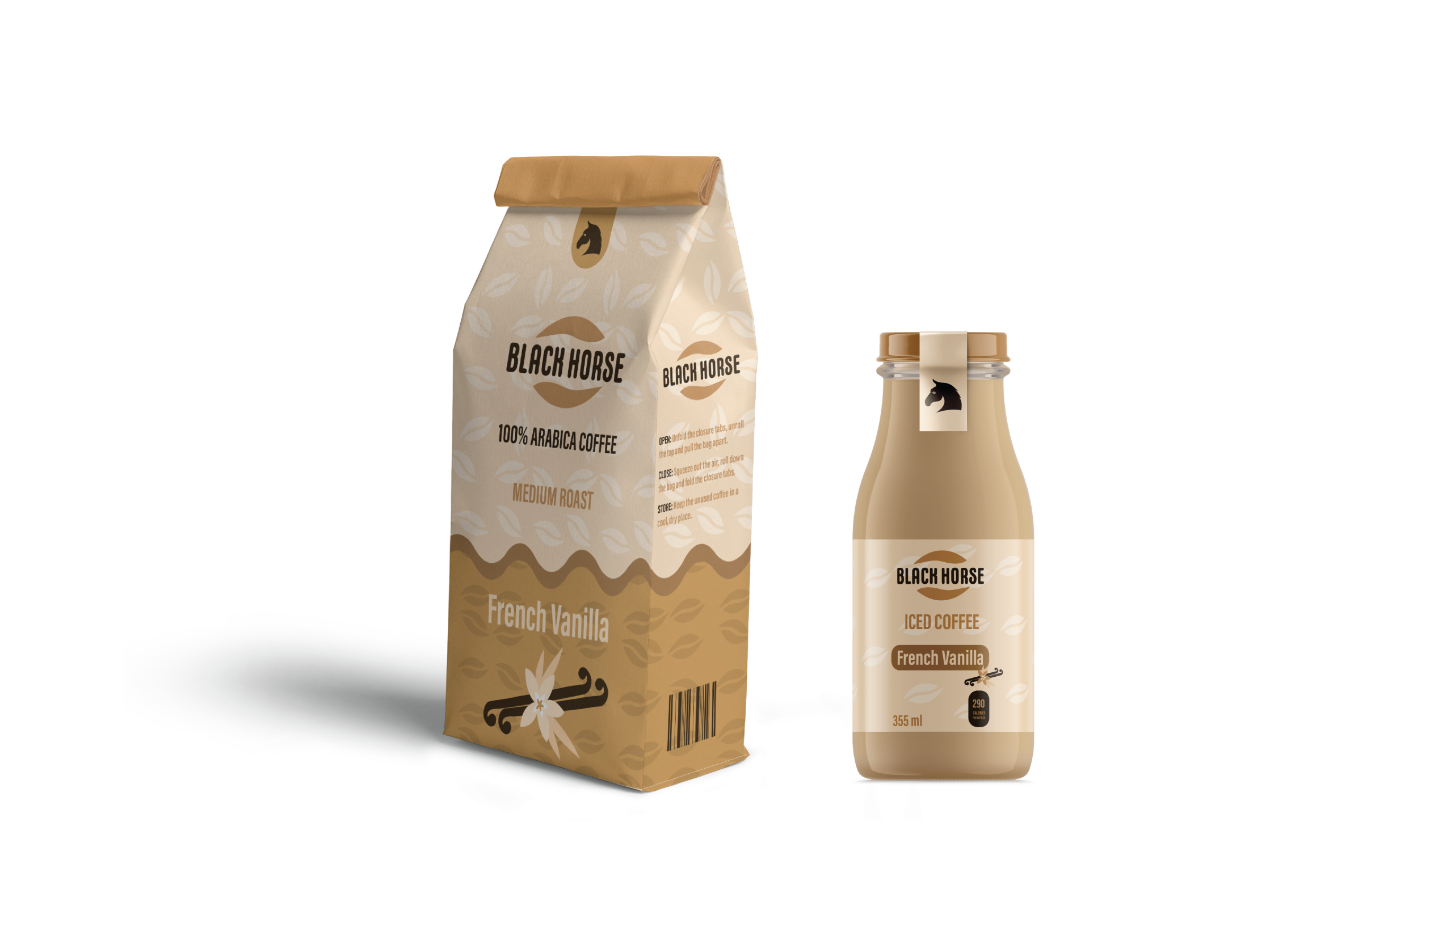 BLACK HORSE
100% ARABICA COFFEE
MEDIUM ROAST
French Vanilla
BLACK HORSE
OPEN: Unfold the closure tabs, unroll
the top and pull the bag apart.
CLOSE: Squeeze out the air, roll down
the bag and fold the closure tabs.
STORE: Keep the unused coffee in a
cool, dry place.
BLACK HORSE
ICED COFFEE
French Vanilla
290
CALORIES
355 ml